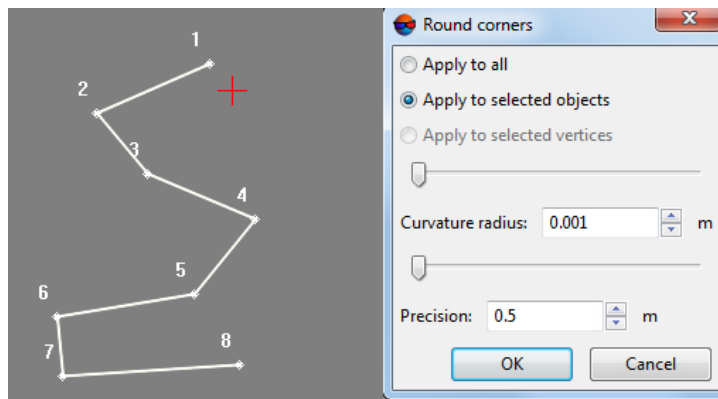 1
2
3
4
5
6
7
8
Round corners
Apply to all
Apply to selected objects
Apply to selected vertices
Curvature radius: 0.001 m
Precision: 0.5 m
OK Cancel